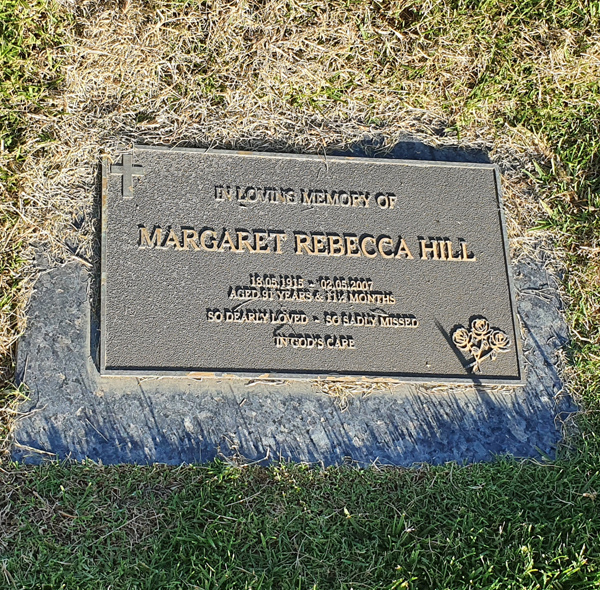 IN LOVING MEMORY OF
MARGARET REBECCA HILL
18.05.1915 - 02.05.2007
AGED 91 YEARS & 11½ MONTHS
SO DEARLY LOVED - SO SADLY MISSED
IN GOD'S CARE